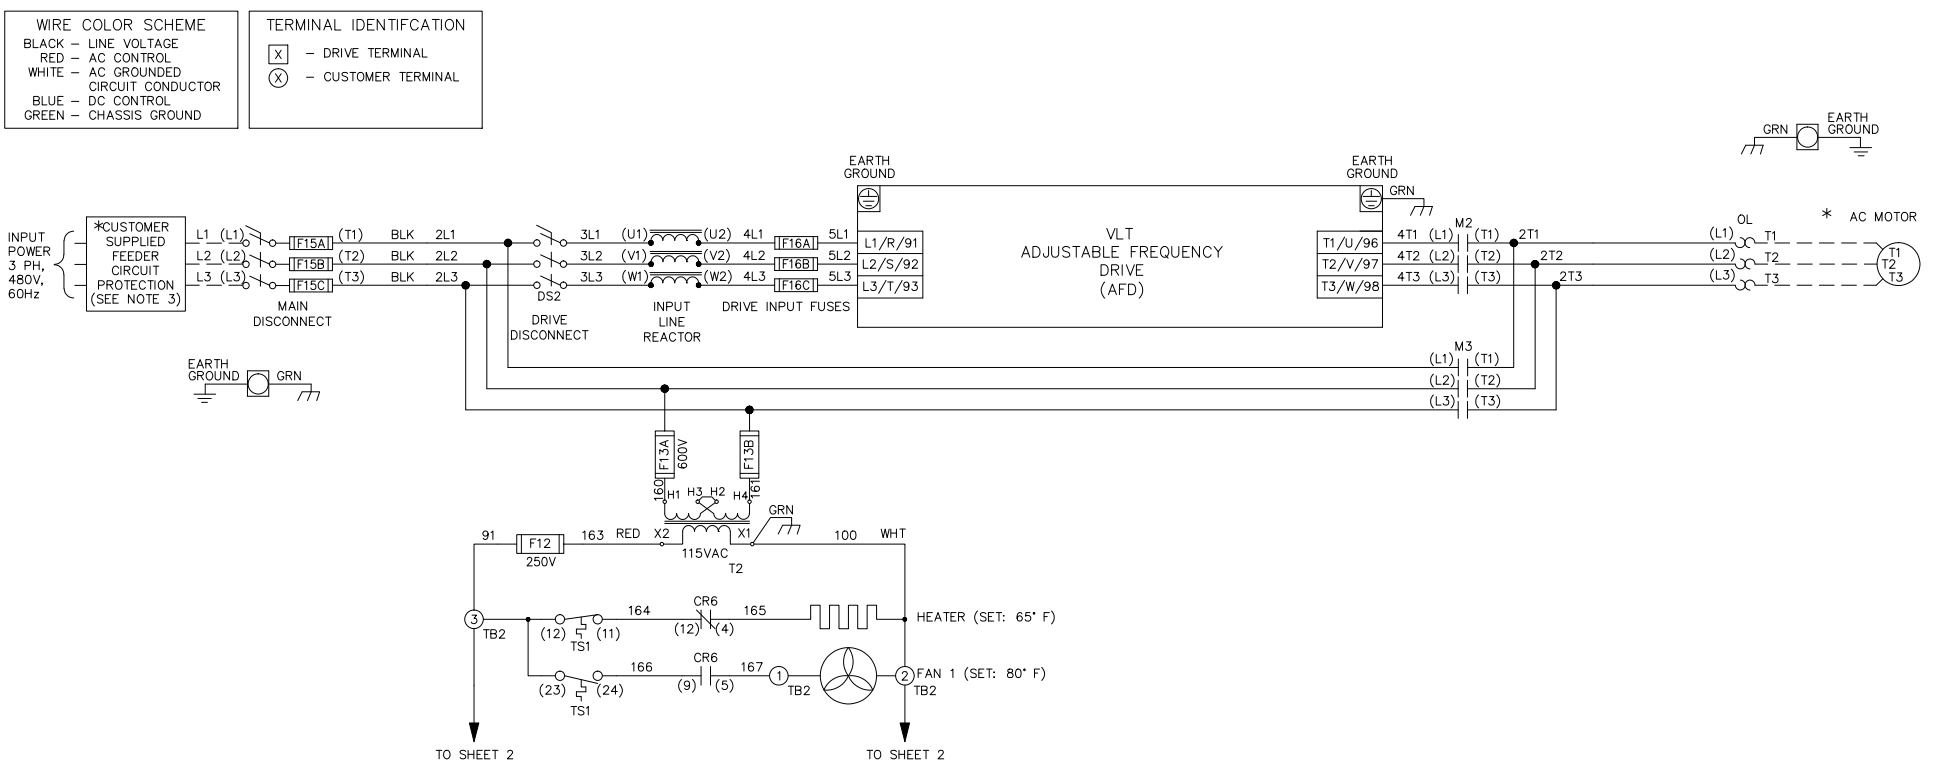 WIRE COLOR SCHEME
BLACK – LINE VOLTAGE
RED – AC CONTROL
WHITE – AC GROUNDED
CIRCUIT CONDUCTOR
BLUE – DC CONTROL
GREEN – CHASSIS GROUND
TERMINAL IDENTIFCATION
X – DRIVE TERMINAL
X – CUSTOMER TERMINAL
GRN
EARTH
GROUND
INPUT
POWER
3 PH,
480V,
60Hz
*CUSTOMER
SUPPLIED
FEEDER
CIRCUIT
PROTECTION
(SEE NOTE 3)
L1 (L1) F15A (T1) BLK 2L1
L2 (L2) F15B (T2) BLK 2L2
L3 (L3) F15C (T3) BLK 2L3
MAIN
DISCONNECT
DS2
DRIVE
DISCONNECT
3L1 (U1) (U2) 4L1 F16A 5L1
3L2 (V1) (V2) 4L2 F16B 5L2
3L3 (W1) (W2) 4L3 F16C 5L3
INPUT
LINE
REACTOR
DRIVE INPUT FUSES
EARTH
GROUND
L1/R/91
L2/S/92
L3/T/93
VLT
ADJUSTABLE FREQUENCY
DRIVE
(AFD)
EARTH
GROUND
GRN
T1/U/96
T2/V/97
T3/W/98
M2
4T1 (L1) (T1) 2T1
4T2 (L2) (T2) 2T2
4T3 (L3) (T3) 2T3
OL
(L1) T1
(L2) T2
(L3) T3
* AC MOTOR
T1
T2
T3
M3
(L1) (T1)
(L2) (T2)
(L3) (T3)
EARTH
GROUND
GRN
F13A
600V
F13B
160
161
H1 H3 H2 H4
GRN
91 F12 163 RED X2 X1 100 WHT
250V
115VAC
T2
3
TB2
(12) (11)
TS1
164
CR6
(12) (4)
165
HEATER (SET: 65° F)
(23) (24)
TS1
166
CR6
(9) (5)
167
1
TB2
2
TB2
FAN 1 (SET: 80° F)
TO SHEET 2
TO SHEET 2